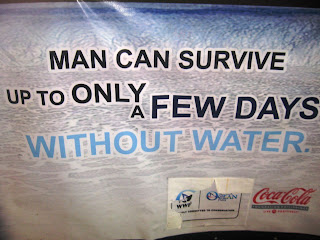 MAN CAN SURVIVE
UP TO ONLY
A FEW DAYS
WITHOUT WATER.
WWF
Coca-Cola